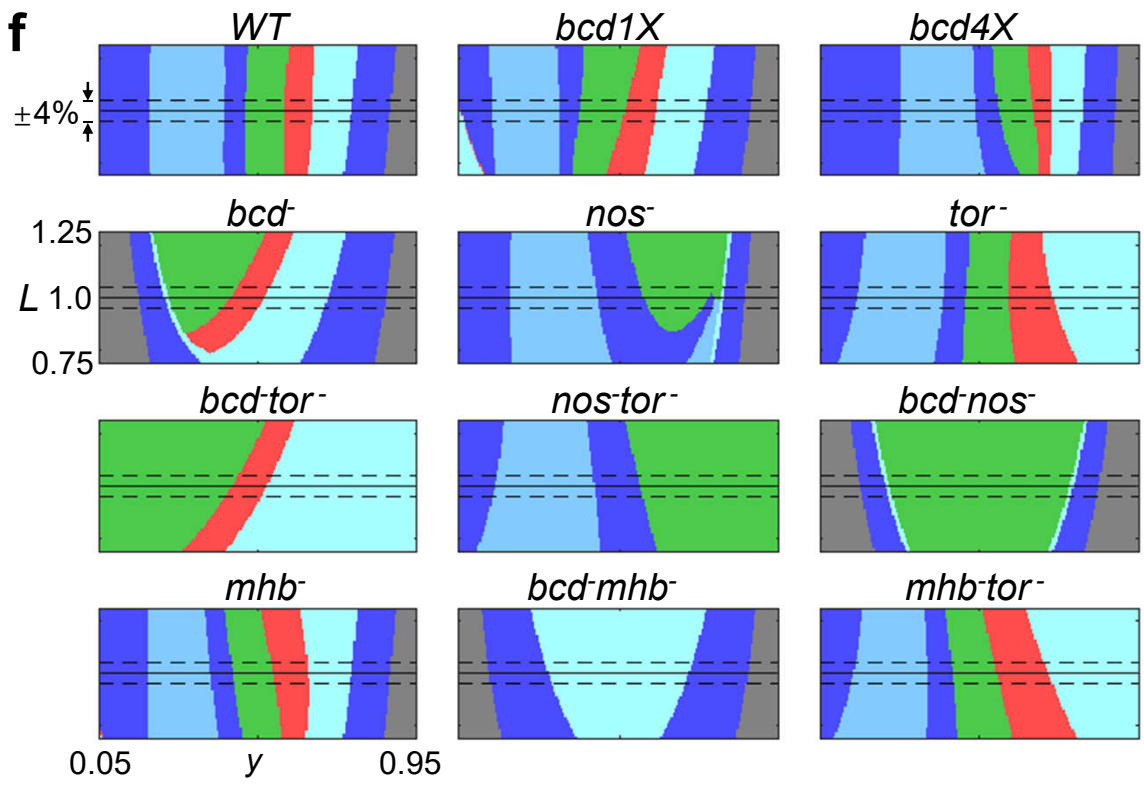 f
WT bcd1X bcd4X
±4%
bcd- nos- tor-
1.25
L 1.0
0.75
bcd-tor- nos-tor- bcd-nos-
mhb- bcd-mhb- mhb-tor-
0.05 y 0.95